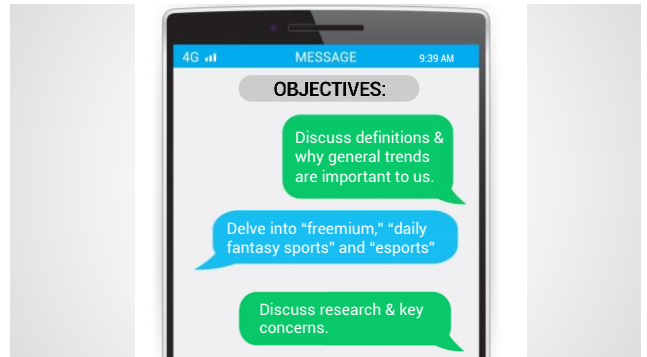 4G MESSAGE 9:39 AM
OBJECTIVES:
Discuss definitions &
why general trends
are important to us.
Delve into “freemium,” “daily
fantasy sports” and “esports”
Discuss research & key
concerns.